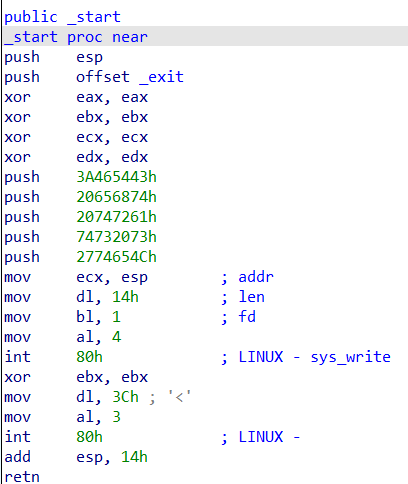 public _start
_start proc near
push    esp
push    offset _exit
xor     eax, eax
xor     ebx, ebx
xor     ecx, ecx
xor     edx, edx
push    3A465443h
push    20656874h
push    20747261h
push    74732073h
push    2774654Ch
mov     ecx, esp        ; addr
mov     dl, 14h         ; len
mov     bl, 1           ; fd
mov     al, 4
int     80h             ; LINUX - sys_write
xor     ebx, ebx
mov     dl, 3Ch ; '<'
mov     al, 3
int     80h             ; LINUX -
add     esp, 14h
retn